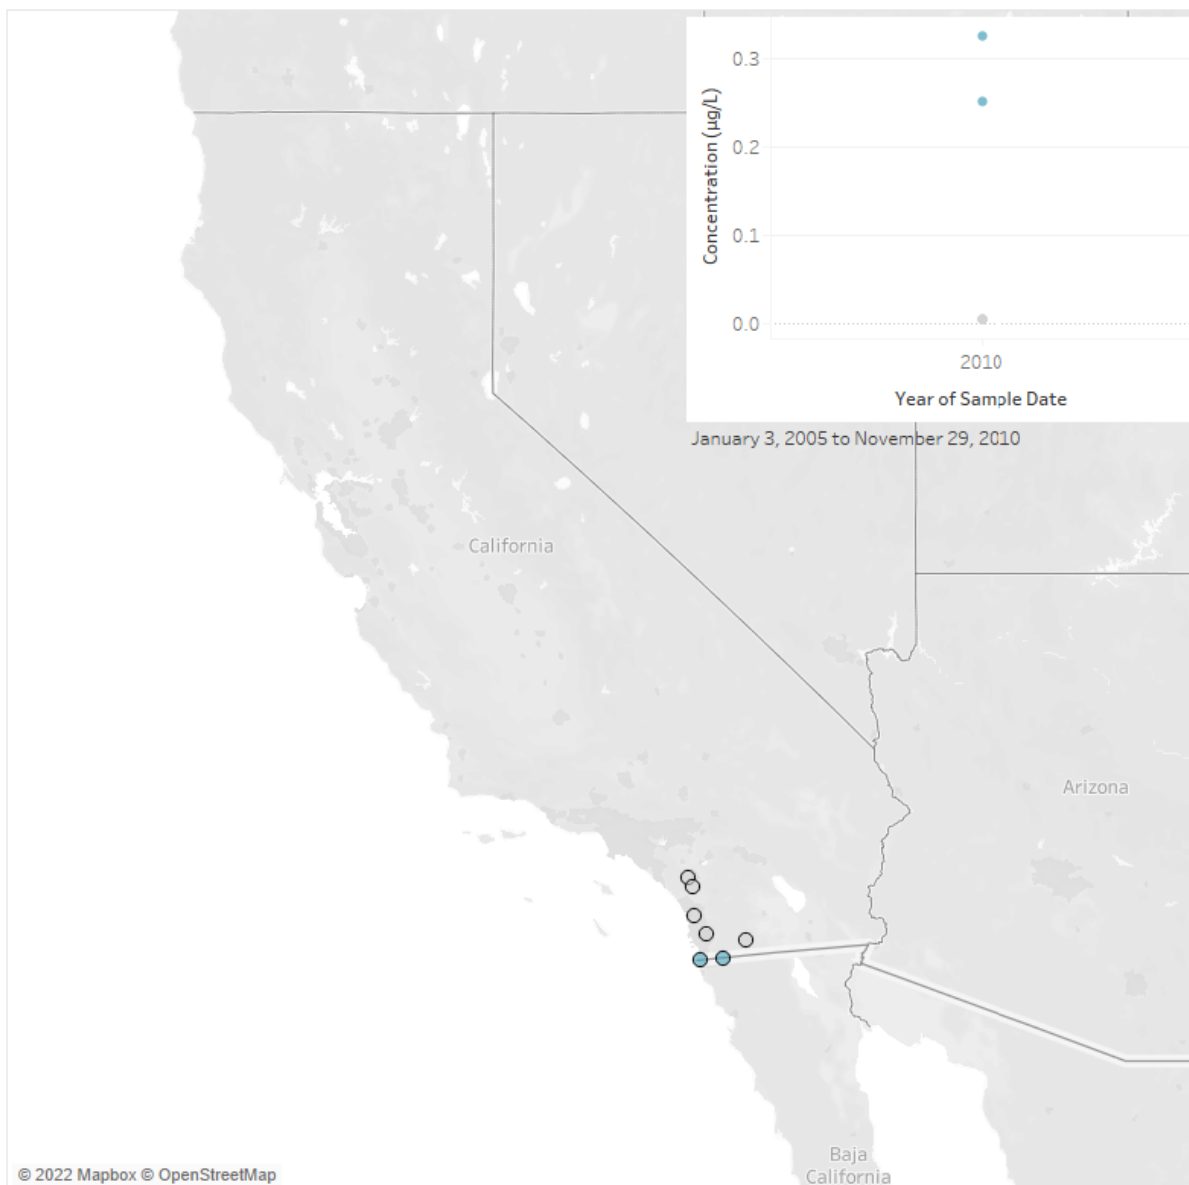 0.3
0.2
0.1
0.0
Concentration (µg/L)
2010
Year of Sample Date
January 3, 2005 to November 29, 2010
California
Arizona
Baja
California
© 2022 Mapbox © OpenStreetMap